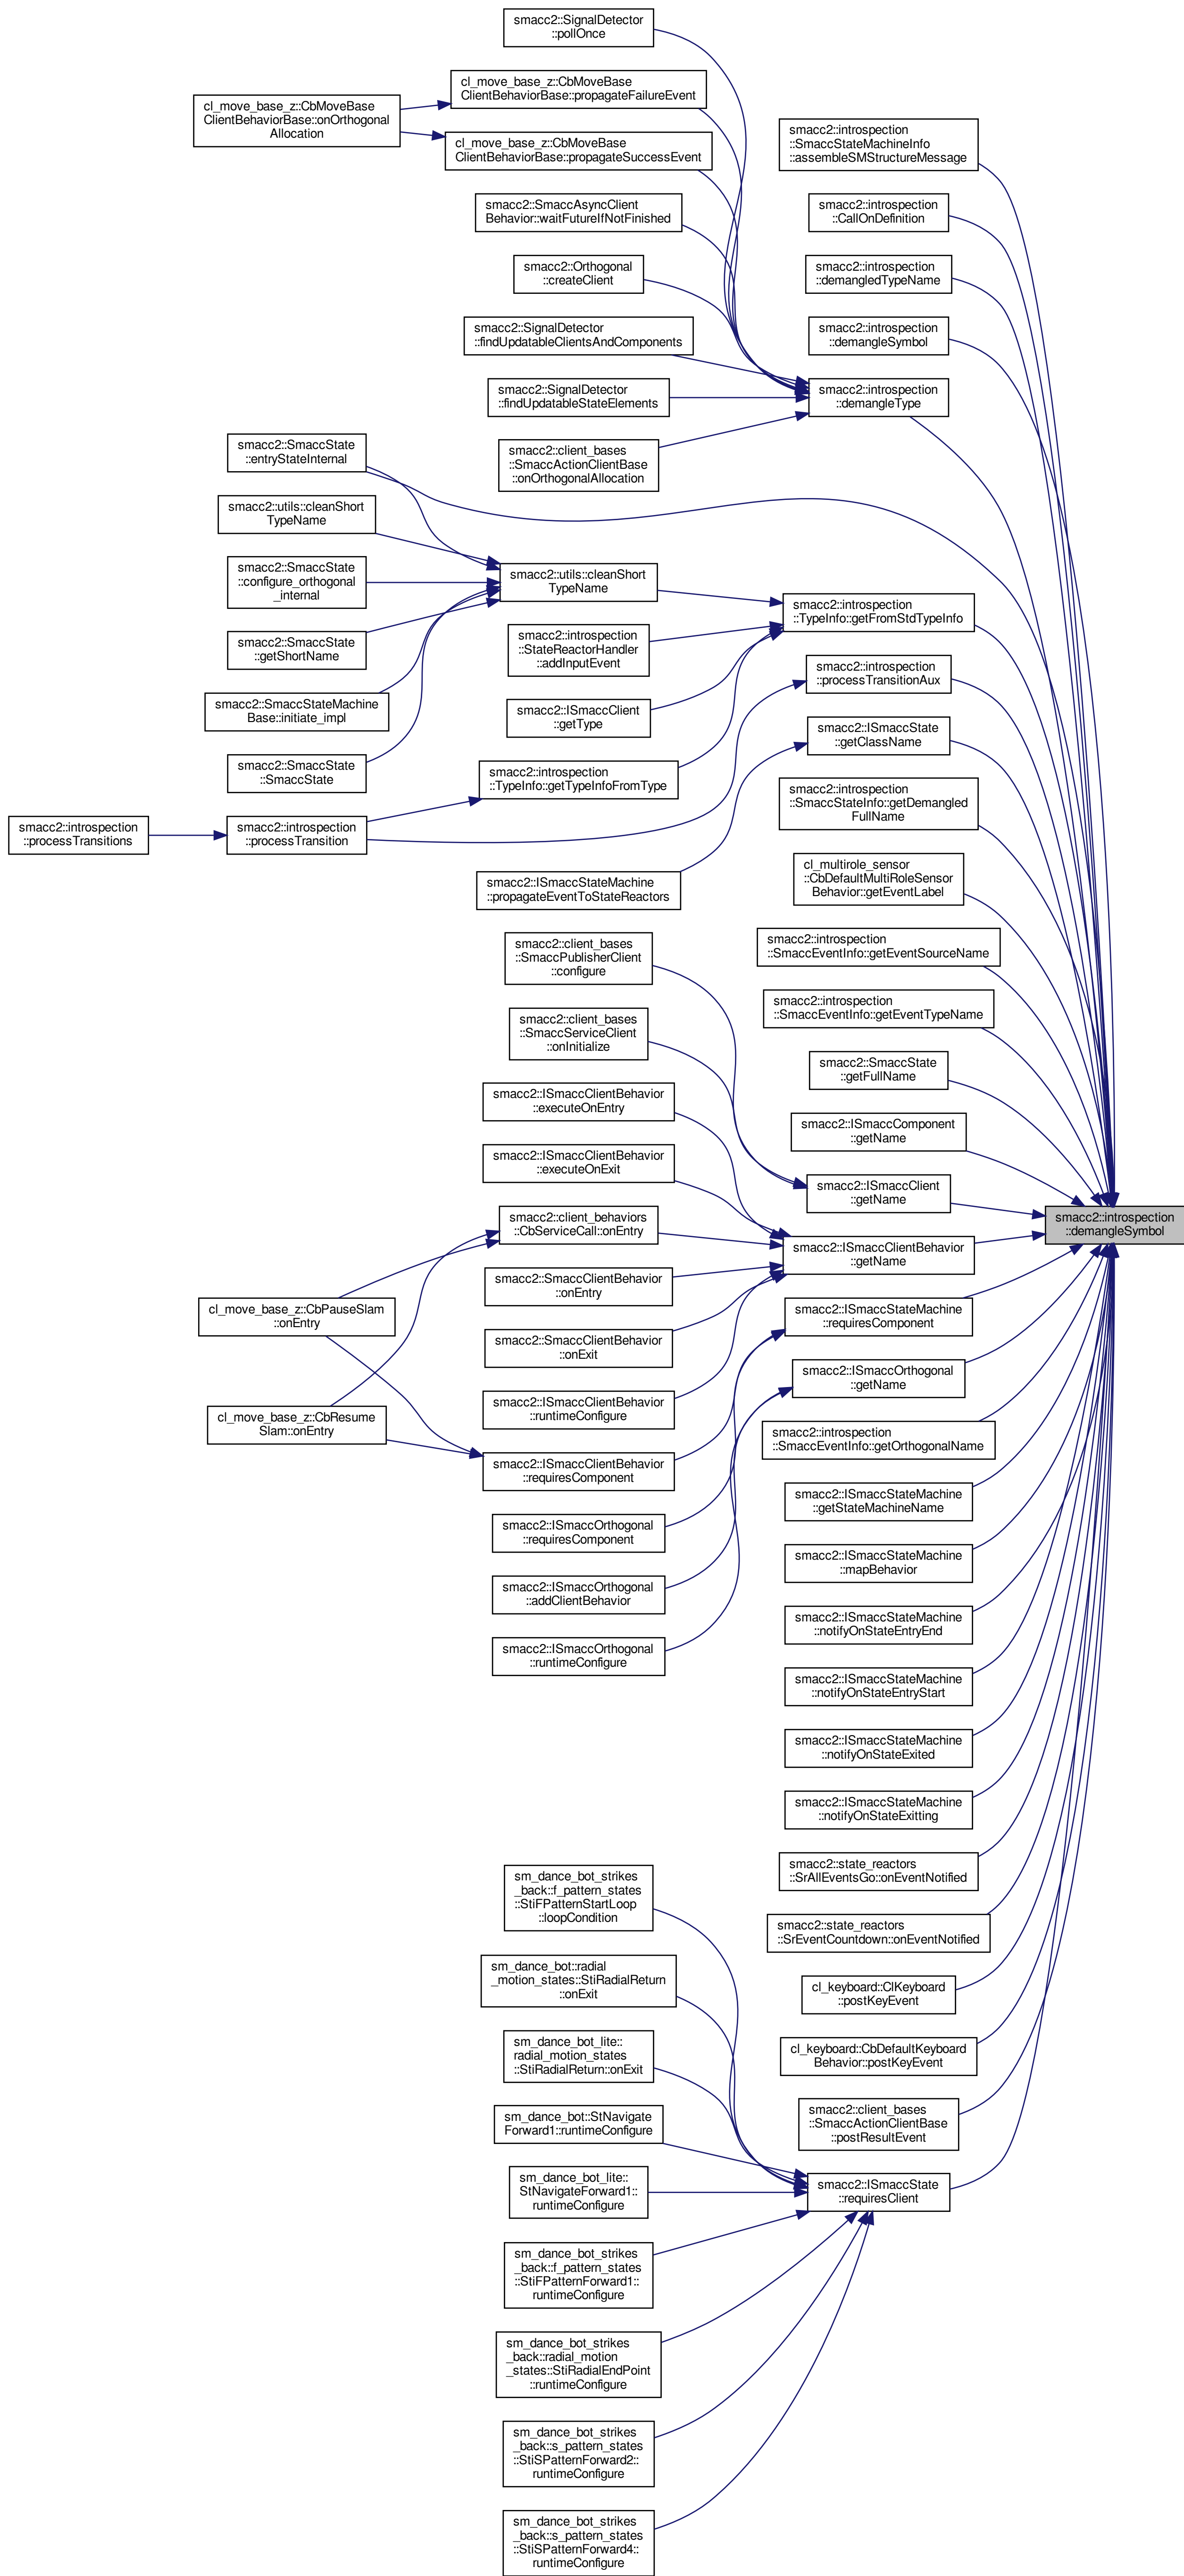 smacc2::SignalDetector
::pollOnce
cl_move_base_z::CbMoveBase
ClientBehaviorBase::propagateFailureEvent
cl_move_base_z::CbMoveBase
ClientBehaviorBase::onOrthogonal
Allocation
cl_move_base_z::CbMoveBase
ClientBehaviorBase::propagateSuccessEvent
smacc2::introspection
::SmaccStateMachineInfo
::assembleSMStructureMessage
smacc2::SmaccAsyncClient
Behavior::waitFutureIfNotFinished
smacc2::introspection
::CallOnDefinition
smacc2::Orthogonal
::createClient
smacc2::introspection
::demangledTypeName
smacc2::SignalDetector
::findUpdatableClientsAndComponents
smacc2::introspection
::demangleSymbol
smacc2::SignalDetector
::findUpdatableStateElements
smacc2::introspection
::demangleType
smacc2::SmaccState
::entryStateInternal
smacc2::client_bases
::SmaccActionClientBase
::onOrthogonalAllocation
smacc2::utils::cleanShort
TypeName
smacc2::SmaccState
::configure_orthogonal
_internal
smacc2::utils::cleanShort
TypeName
smacc2::introspection
::TypeInfo::getFromStdTypeInfo
smacc2::SmaccState
::getShortName
smacc2::introspection
::StateReactorHandler
::addInputEvent
smacc2::introspection
::processTransitionAux
smacc2::SmaccStateMachine
Base::initiate_impl
smacc2::ISmaccClient
::getType
smacc2::ISmaccState
::getClassName
smacc2::SmaccState
::SmaccState
smacc2::introspection
::TypeInfo::getTypeInfoFromType
smacc2::introspection
::SmaccStateInfo::getDemangled
FullName
smacc2::introspection
::processTransitions
smacc2::introspection
::processTransition
smacc2::ISmaccStateMachine
::propagateEventToStateReactors
cl_multirole_sensor
::CbDefaultMultiRoleSensor
Behavior::getEventLabel
smacc2::client_bases
::SmaccPublisherClient
::configure
smacc2::introspection
::SmaccEventInfo::getEventSourceName
smacc2::client_bases
::SmaccServiceClient
::onInitialize
smacc2::introspection
::SmaccEventInfo::getEventTypeName
smacc2::ISmaccClientBehavior
::executeOnEntry
smacc2::SmaccState
::getFullName
smacc2::ISmaccClientBehavior
::executeOnExit
smacc2::ISmaccComponent
::getName
smacc2::client_behaviors
::CbServiceCall::onEntry
smacc2::ISmaccClient
::getName
smacc2::introspection
::demangleSymbol
smacc2::SmaccClientBehavior
::onEntry
smacc2::ISmaccClientBehavior
::getName
cl_move_base_z::CbPauseSlam
::onEntry
smacc2::SmaccClientBehavior
::onExit
smacc2::ISmaccStateMachine
::requiresComponent
smacc2::ISmaccClientBehavior
::runtimeConfigure
smacc2::ISmaccOrthogonal
::getName
cl_move_base_z::CbResume
Slam::onEntry
smacc2::ISmaccClientBehavior
::requiresComponent
smacc2::introspection
::SmaccEventInfo::getOrthogonalName
smacc2::ISmaccOrthogonal
::requiresComponent
smacc2::ISmaccStateMachine
::getStateMachineName
smacc2::ISmaccOrthogonal
::addClientBehavior
smacc2::ISmaccStateMachine
::mapBehavior
smacc2::ISmaccOrthogonal
::runtimeConfigure
smacc2::ISmaccStateMachine
::notifyOnStateEntryEnd
smacc2::ISmaccStateMachine
::notifyOnStateEntryStart
smacc2::ISmaccStateMachine
::notifyOnStateExited
smacc2::ISmaccStateMachine
::notifyOnStateExitting
smacc2::state_reactors
::SrAllEventsGo::onEventNotified
sm_dance_bot_strikes
_back::f_pattern_states
::StiFPatternStartLoop
::loopCondition
smacc2::state_reactors
::SrEventCountdown::onEventNotified
sm_dance_bot::radial
_motion_states::StiRadialReturn
::onExit
cl_keyboard::ClKeyboard
::postKeyEvent
sm_dance_bot_lite::
radial_motion_states
::StiRadialReturn::onExit
cl_keyboard::CbDefaultKeyboard
Behavior::postKeyEvent
sm_dance_bot::StNavigate
Forward1::runtimeConfigure
smacc2::client_bases
::SmaccActionClientBase
::postResultEvent
sm_dance_bot_lite::
StNavigateForward1::
runtimeConfigure
smacc2::ISmaccState
::requiresClient
sm_dance_bot_strikes
_back::f_pattern_states
::StiFPatternForward1::
runtimeConfigure
sm_dance_bot_strikes
_back::radial_motion
_states::StiRadialEndPoint
::runtimeConfigure
sm_dance_bot_strikes
_back::s_pattern_states
::StiSPatternForward2::
runtimeConfigure
sm_dance_bot_strikes
_back::s_pattern_states
::StiSPatternForward4::
runtimeConfigure